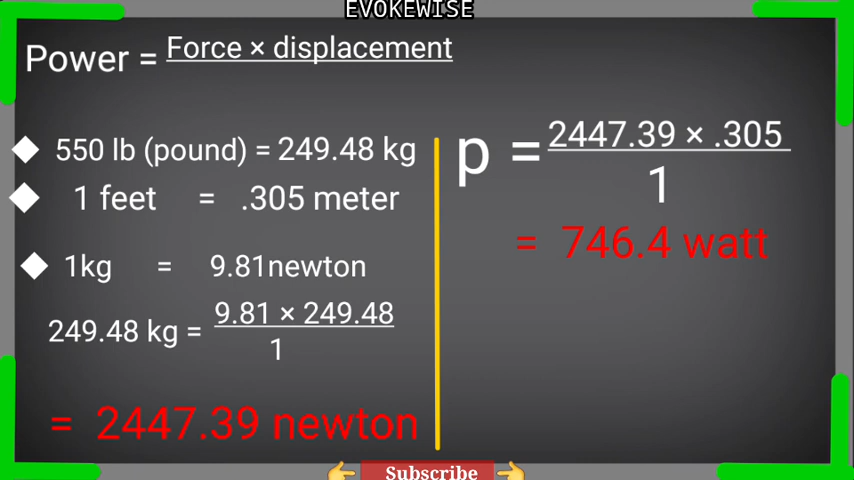 EVOKEWISE
Power = Force × displacement
550 lb (pound) = 249.48 kg
1 feet = .305 meter
1kg = 9.81newton
249.48 kg = 9.81 × 249.48
1
= 2447.39 newton
p = 2447.39 × .305
1
= 746.4 watt
Subscribe